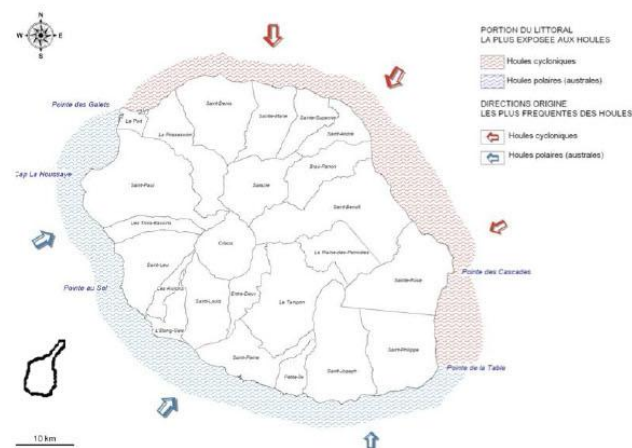 N
W E
S
PORTION DU LITTORAL
LA PLUS EXPOSEE AUX HOULES
Houles cycloniques
Houles polaires (australes)
DIRECTIONS ORIGINE
LES PLUS FREQUENTES DES HOULES
Houles cycloniques
Houles polaires (australes)
Pointe des Galets
Le Port
La Possession
Saint-Denis
Sainte-Marie
Sainte-Suzanne
Saint-André
Cap La Houssaye
Saint-Paul
Salazie
Bras-Panon
Saint-Benoît
Les Trois-Bassins
Cilaos
La Plaine-des-Palmistes
Pointe des Cascades
Saint-Leu
Sainte-Rose
Pointe au Sel
Les Avirons
Saint-Louis
Entre-Deux
Le Tampon
L'Etang-Salé
Saint-Pierre
Petite-Ile
Saint-Joseph
Saint-Philippe
Pointe de la Table
10 km